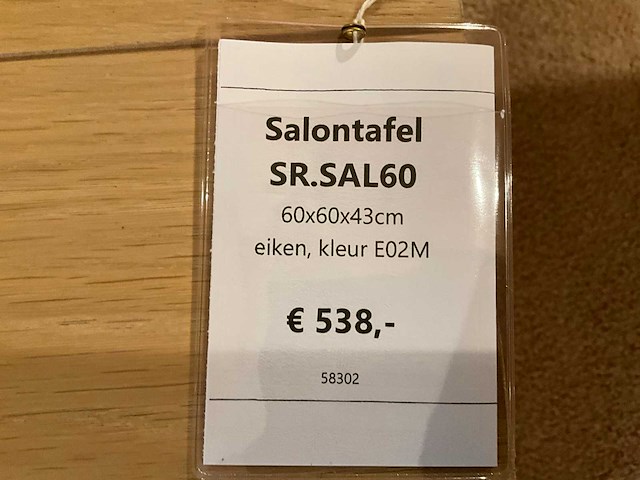 Salontafel
SR.SAL60
60x60x43cm
eiken, kleur E02M
€ 538,-
58302